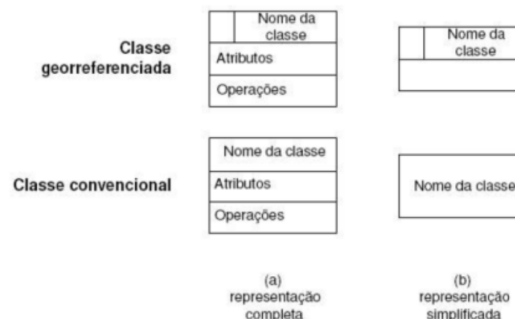 Classe
georreferenciada
Nome da
classe
Atributos
Operações
Nome da
classe
Classe convencional
Nome da classe
Atributos
Operações
Nome da classe
(a)
representação
completa
(b)
representação
simplificada